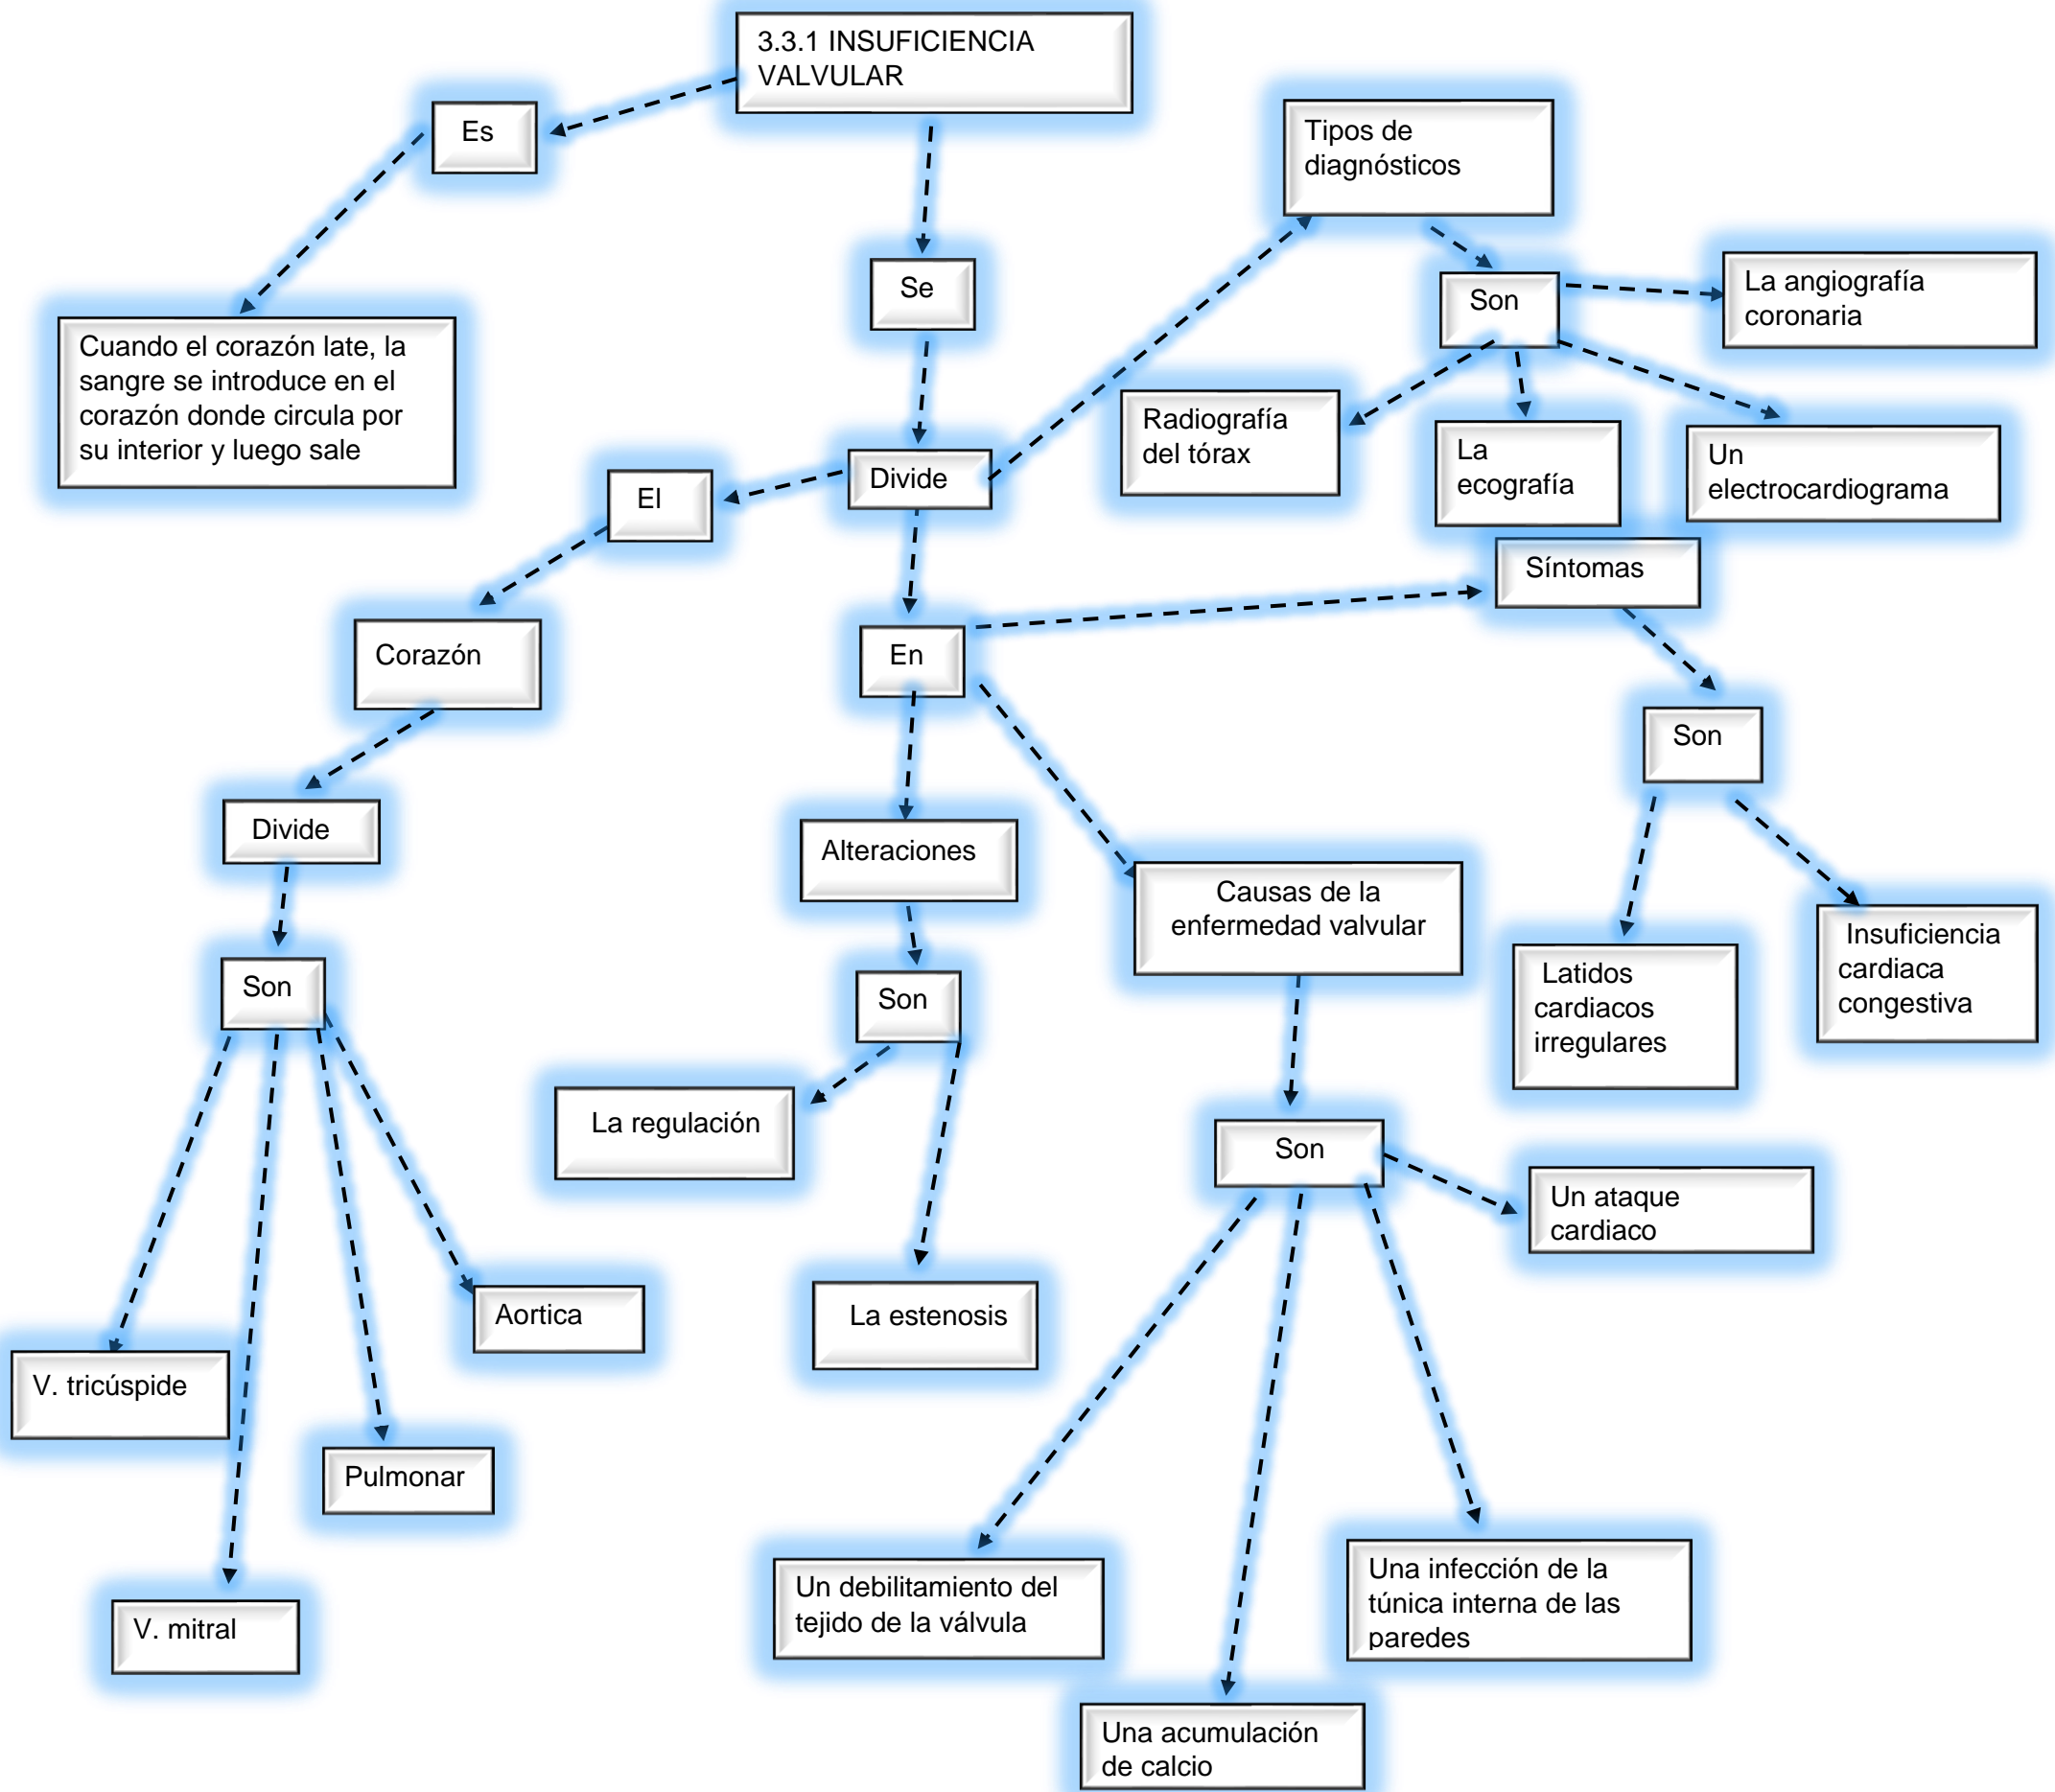 3.3.1 INSUFICIENCIA
VALVULAR
Es
Tipos de
diagnósticos
Se
Son
La angiografía
coronaria
Cuando el corazón late, la
sangre se introduce en el
corazón donde circula por
su interior y luego sale
Radiografía
del tórax
La
ecografía
Un
electrocardiograma
Divide
El
Síntomas
Corazón
En
Son
Divide
Alteraciones
Causas de la
enfermedad valvular
Insuficiencia
cardiaca
congestiva
Latidos
cardiacos
irregulares
Son
Son
La regulación
Son
Un ataque
cardiaco
Aortica
La estenosis
V. tricúspide
Pulmonar
Un debilitamiento del
tejido de la válvula
Una infección de la
túnica interna de las
paredes
V. mitral
Una acumulación
de calcio